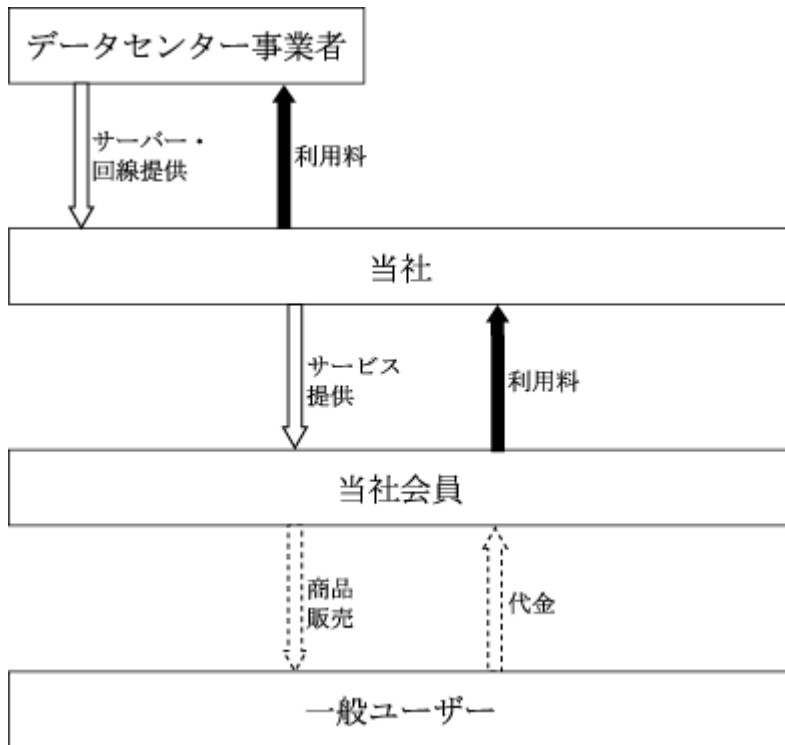 データセンター事業者
サーバー・
回線提供
利用料
当社
サービス
提供
利用料
当社会員
商品
販売
代金
一般ユーザー